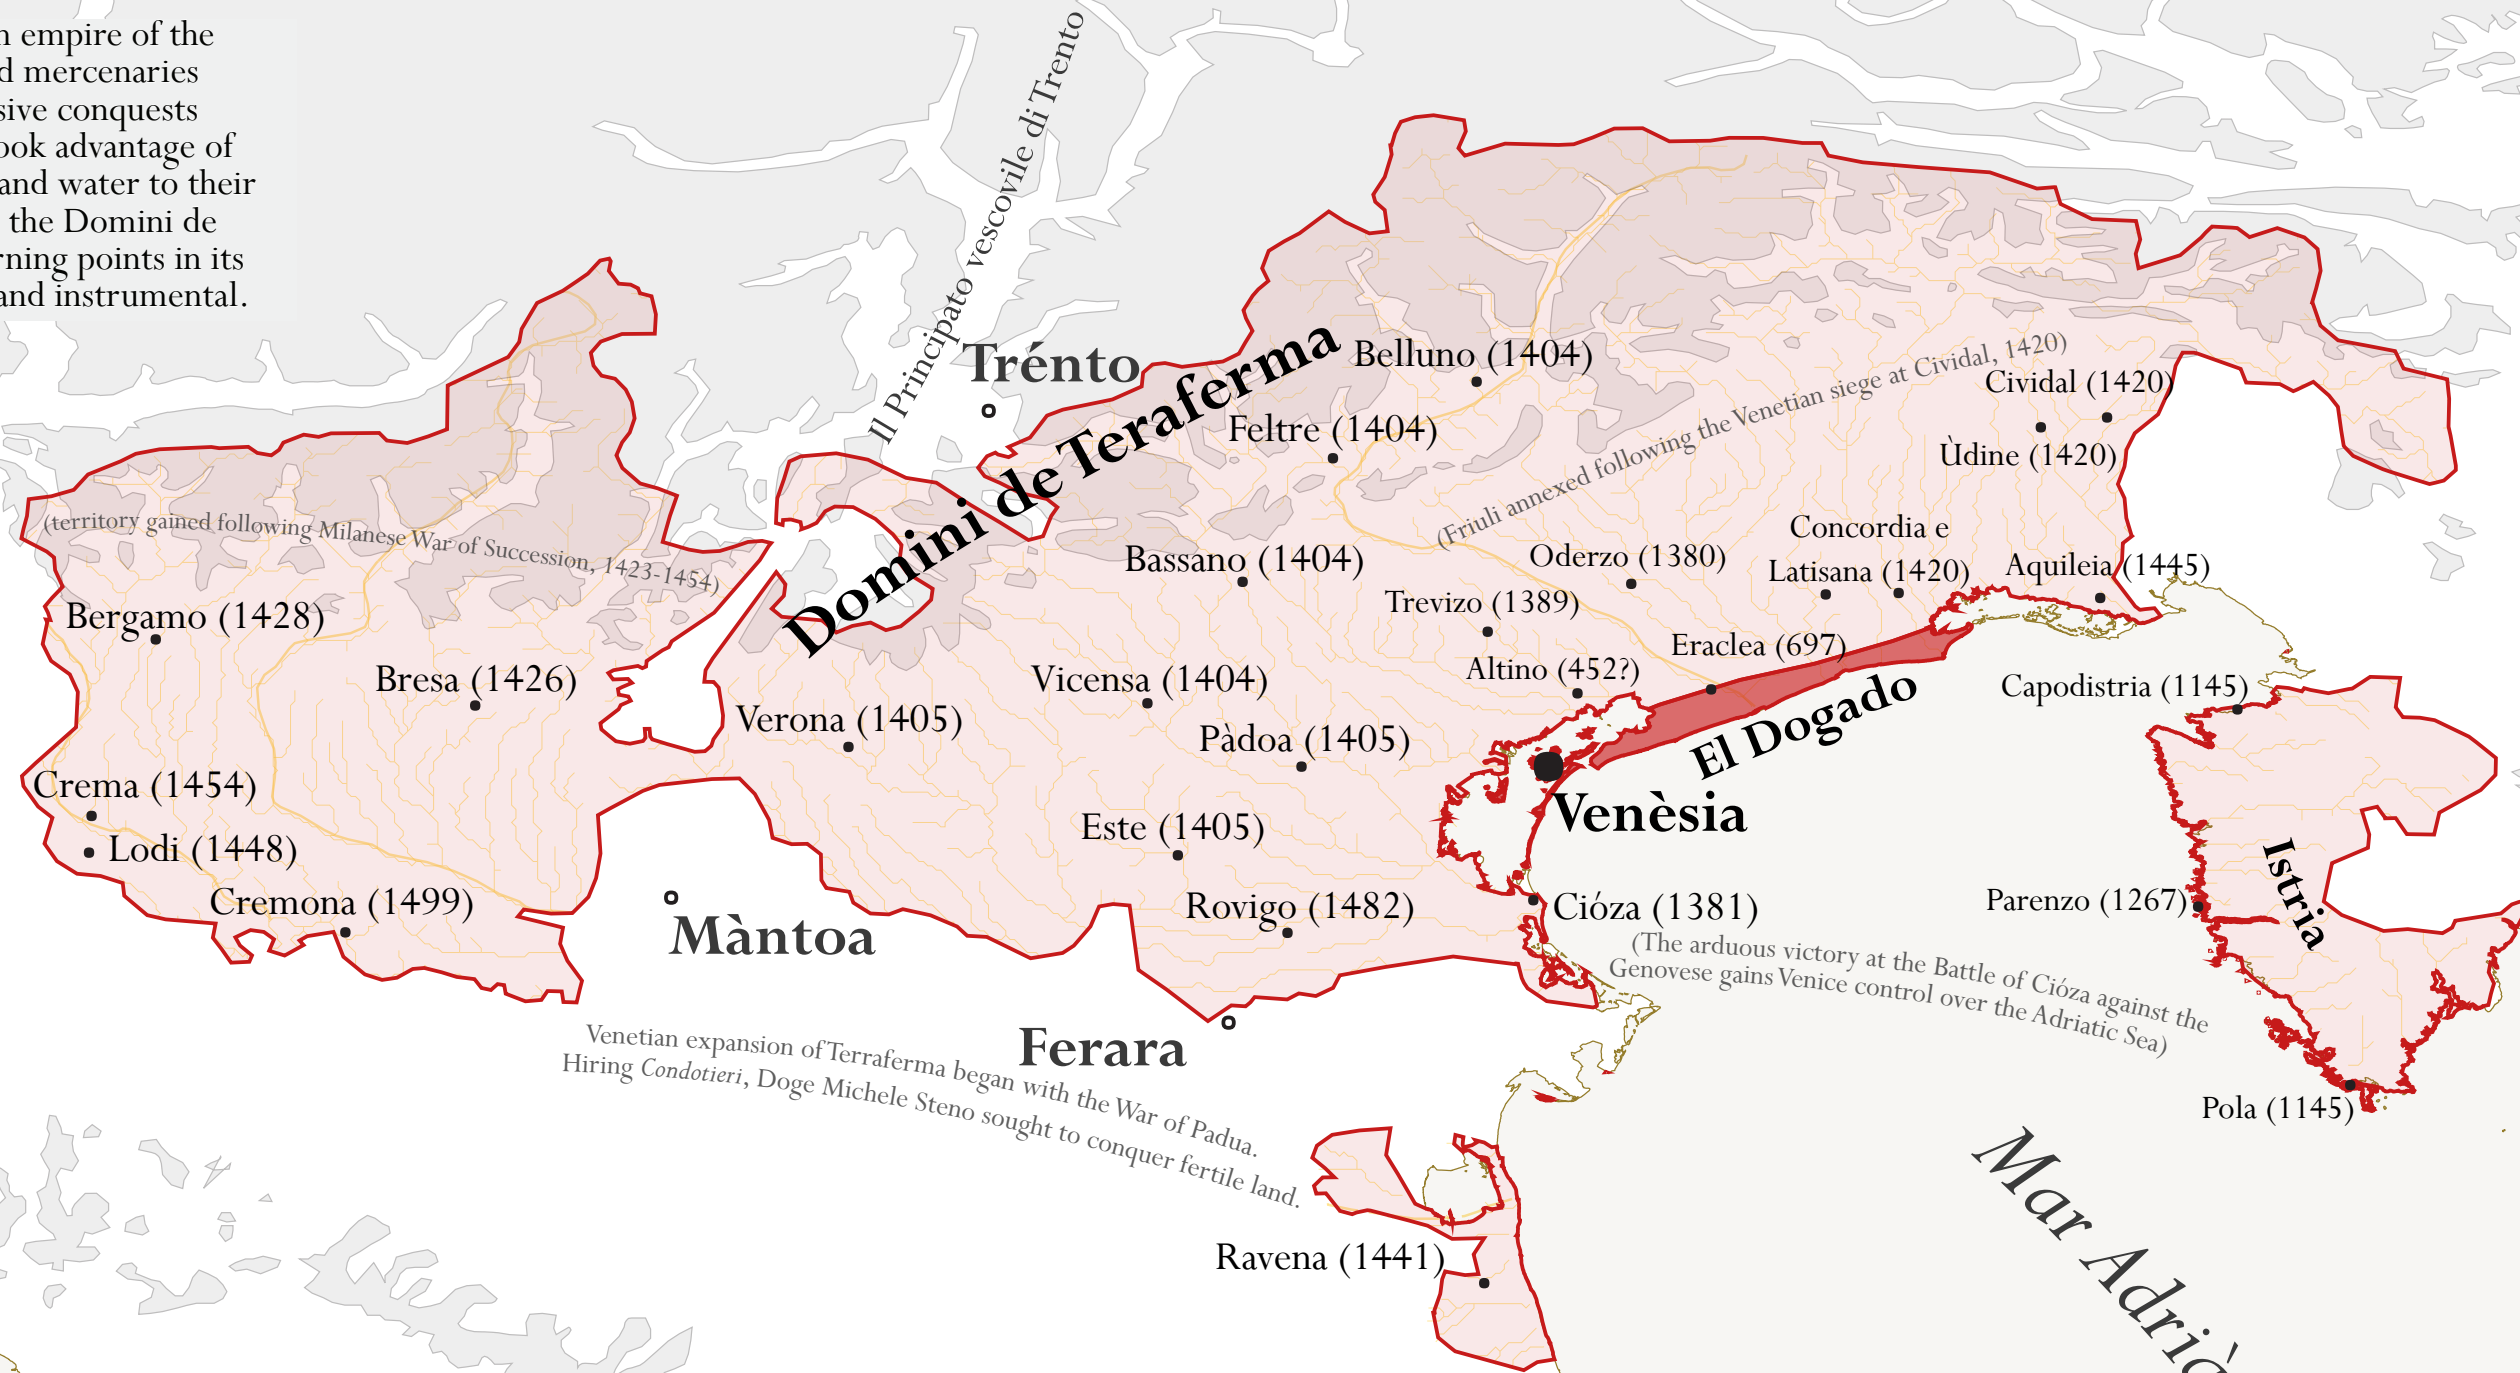 empire of the
mercenaries
conquests
advantage of
and water to their
the Domini de
points in its
and instrumental.
Il Principato vescovile di Trento
Trénto
Domini de Teraferma
Belluno (1404)
Feltre (1404)
(Friuli annexed following the Venetian siege at Cividal, 1420)
Cividal (1420)
Ùdine (1420)
(territory gained following Milanese War of Succession, 1423-1454)
Bassano (1404)
Oderzo (1380)
Concordia e
Latisana (1420)
Aquileia (1445)
Trevizo (1389)
Bergamo (1428)
Bresa (1426)
Vicensa (1404)
Altino (452?)
Eraclea (697)
Capodistria (1145)
Verona (1405)
Pàdoa (1405)
El Dogado
Venèsia
Crema (1454)
Lodi (1448)
Este (1405)
Cremona (1499)
Màntoa
Rovigo (1482)
Cióza (1381)
Parenzo (1267)
Istria
(The arduous victory at the Battle of Cióza against the
Genovese gains Venice control over the Adriatic Sea)
Ferara
Venetian expansion of Terraferma began with the War of Padua.
Hiring Condotieri, Doge Michele Steno sought to conquer fertile land.
Pola (1145)
Ravena (1441)
Mar